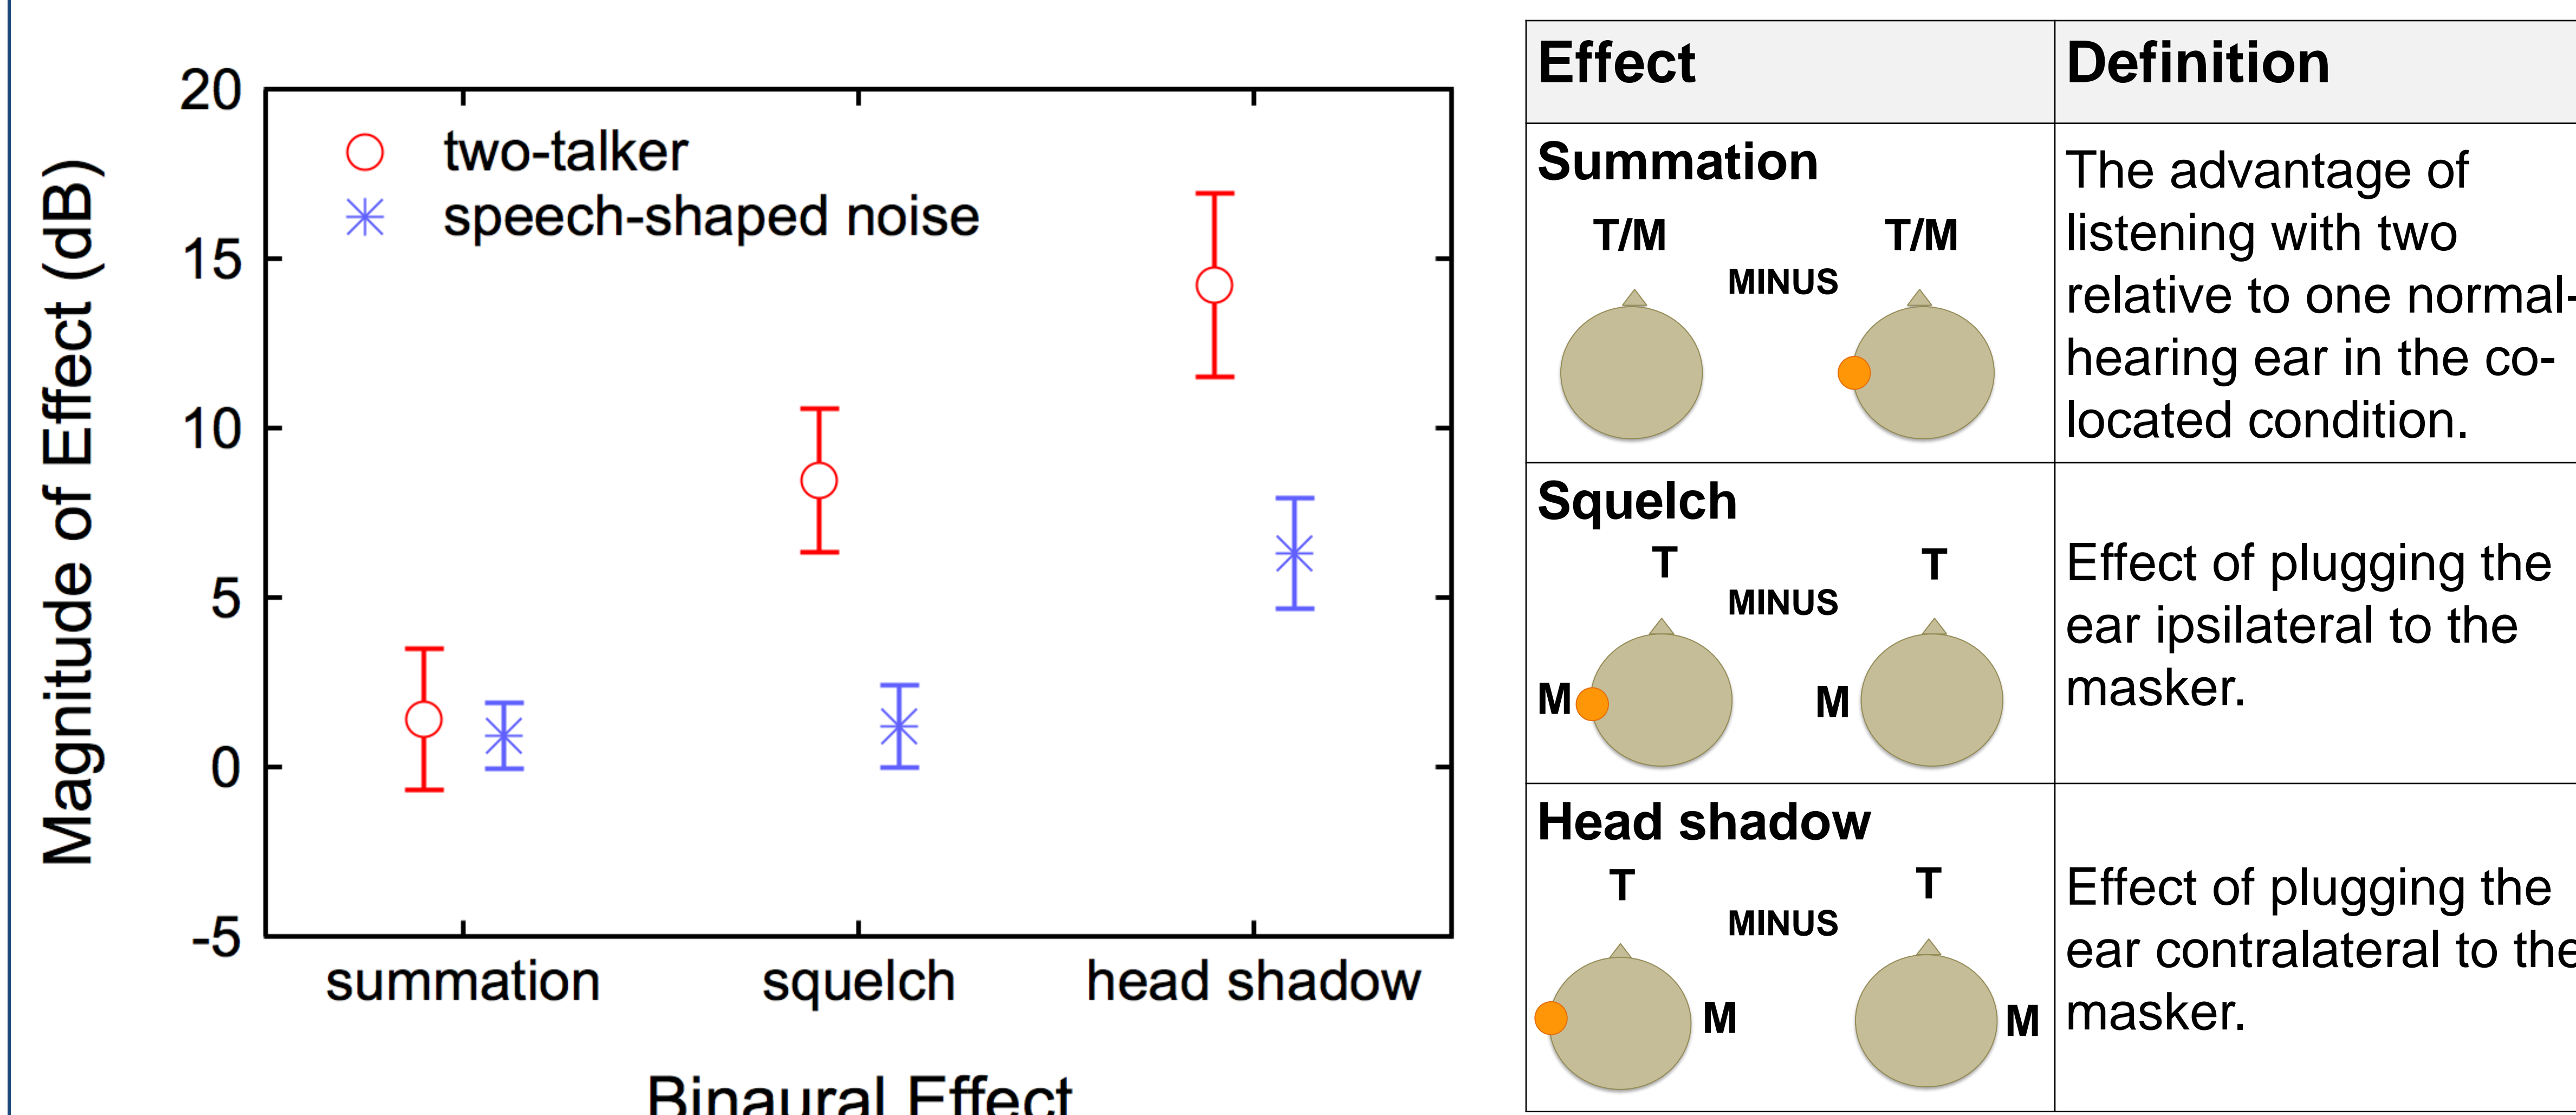 20
15
10
5
0
-5
Magnitude of Effect (dB)
two-talker
speech-shaped noise
summation squelch head shadow
Binaural Effect
Effect Definition
Summation
T/M MINUS T/M
The advantage of
listening with two
relative to one normal-
hearing ear in the co-
located condition.
Squelch
T MINUS T
M M
Effect of plugging the
ear ipsilateral to the
masker.
Head shadow
T MINUS T
M M
Effect of plugging the
ear contralateral to the
masker.